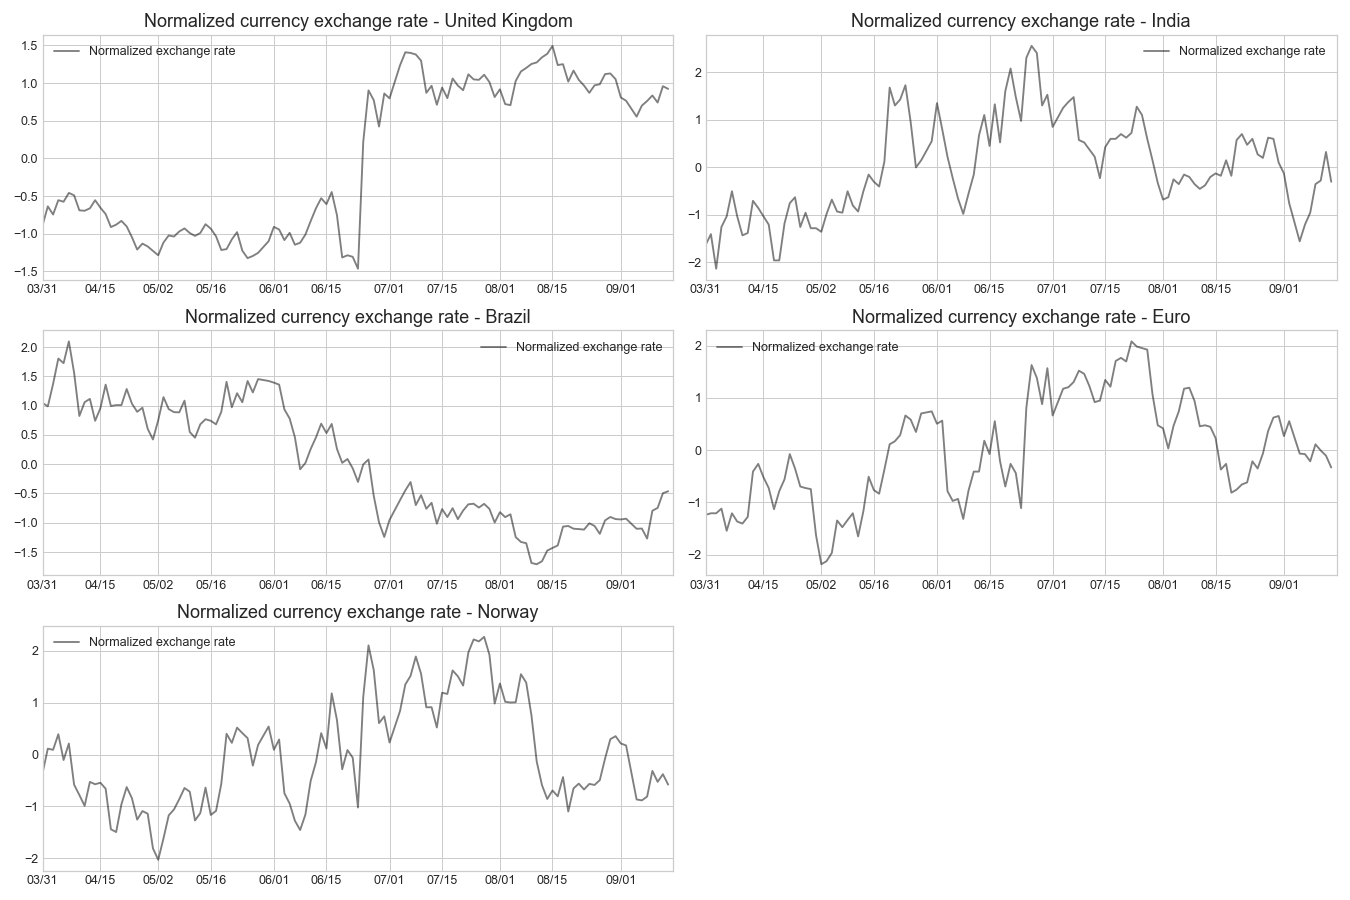 Normalized currency exchange rate - United Kingdom
Normalized exchange rate
1.5
1.0
0.5
0.0
−0.5
−1.0
−1.5
03/31 04/15 05/02 05/16 06/01 06/15 07/01 07/15 08/01 08/15 09/01
Normalized currency exchange rate - India
Normalized exchange rate
2
1
0
−1
−2
03/31 04/15 05/02 05/16 06/01 06/15 07/01 07/15 08/01 08/15 09/01
Normalized currency exchange rate - Brazil
Normalized exchange rate
2.0
1.5
1.0
0.5
0.0
−0.5
−1.0
−1.5
03/31 04/15 05/02 05/16 06/01 06/15 07/01 07/15 08/01 08/15 09/01
Normalized currency exchange rate - Euro
Normalized exchange rate
2
1
0
−1
−2
03/31 04/15 05/02 05/16 06/01 06/15 07/01 07/15 08/01 08/15 09/01
Normalized currency exchange rate - Norway
Normalized exchange rate
2
1
0
−1
−2
03/31 04/15 05/02 05/16 06/01 06/15 07/01 07/15 08/01 08/15 09/01